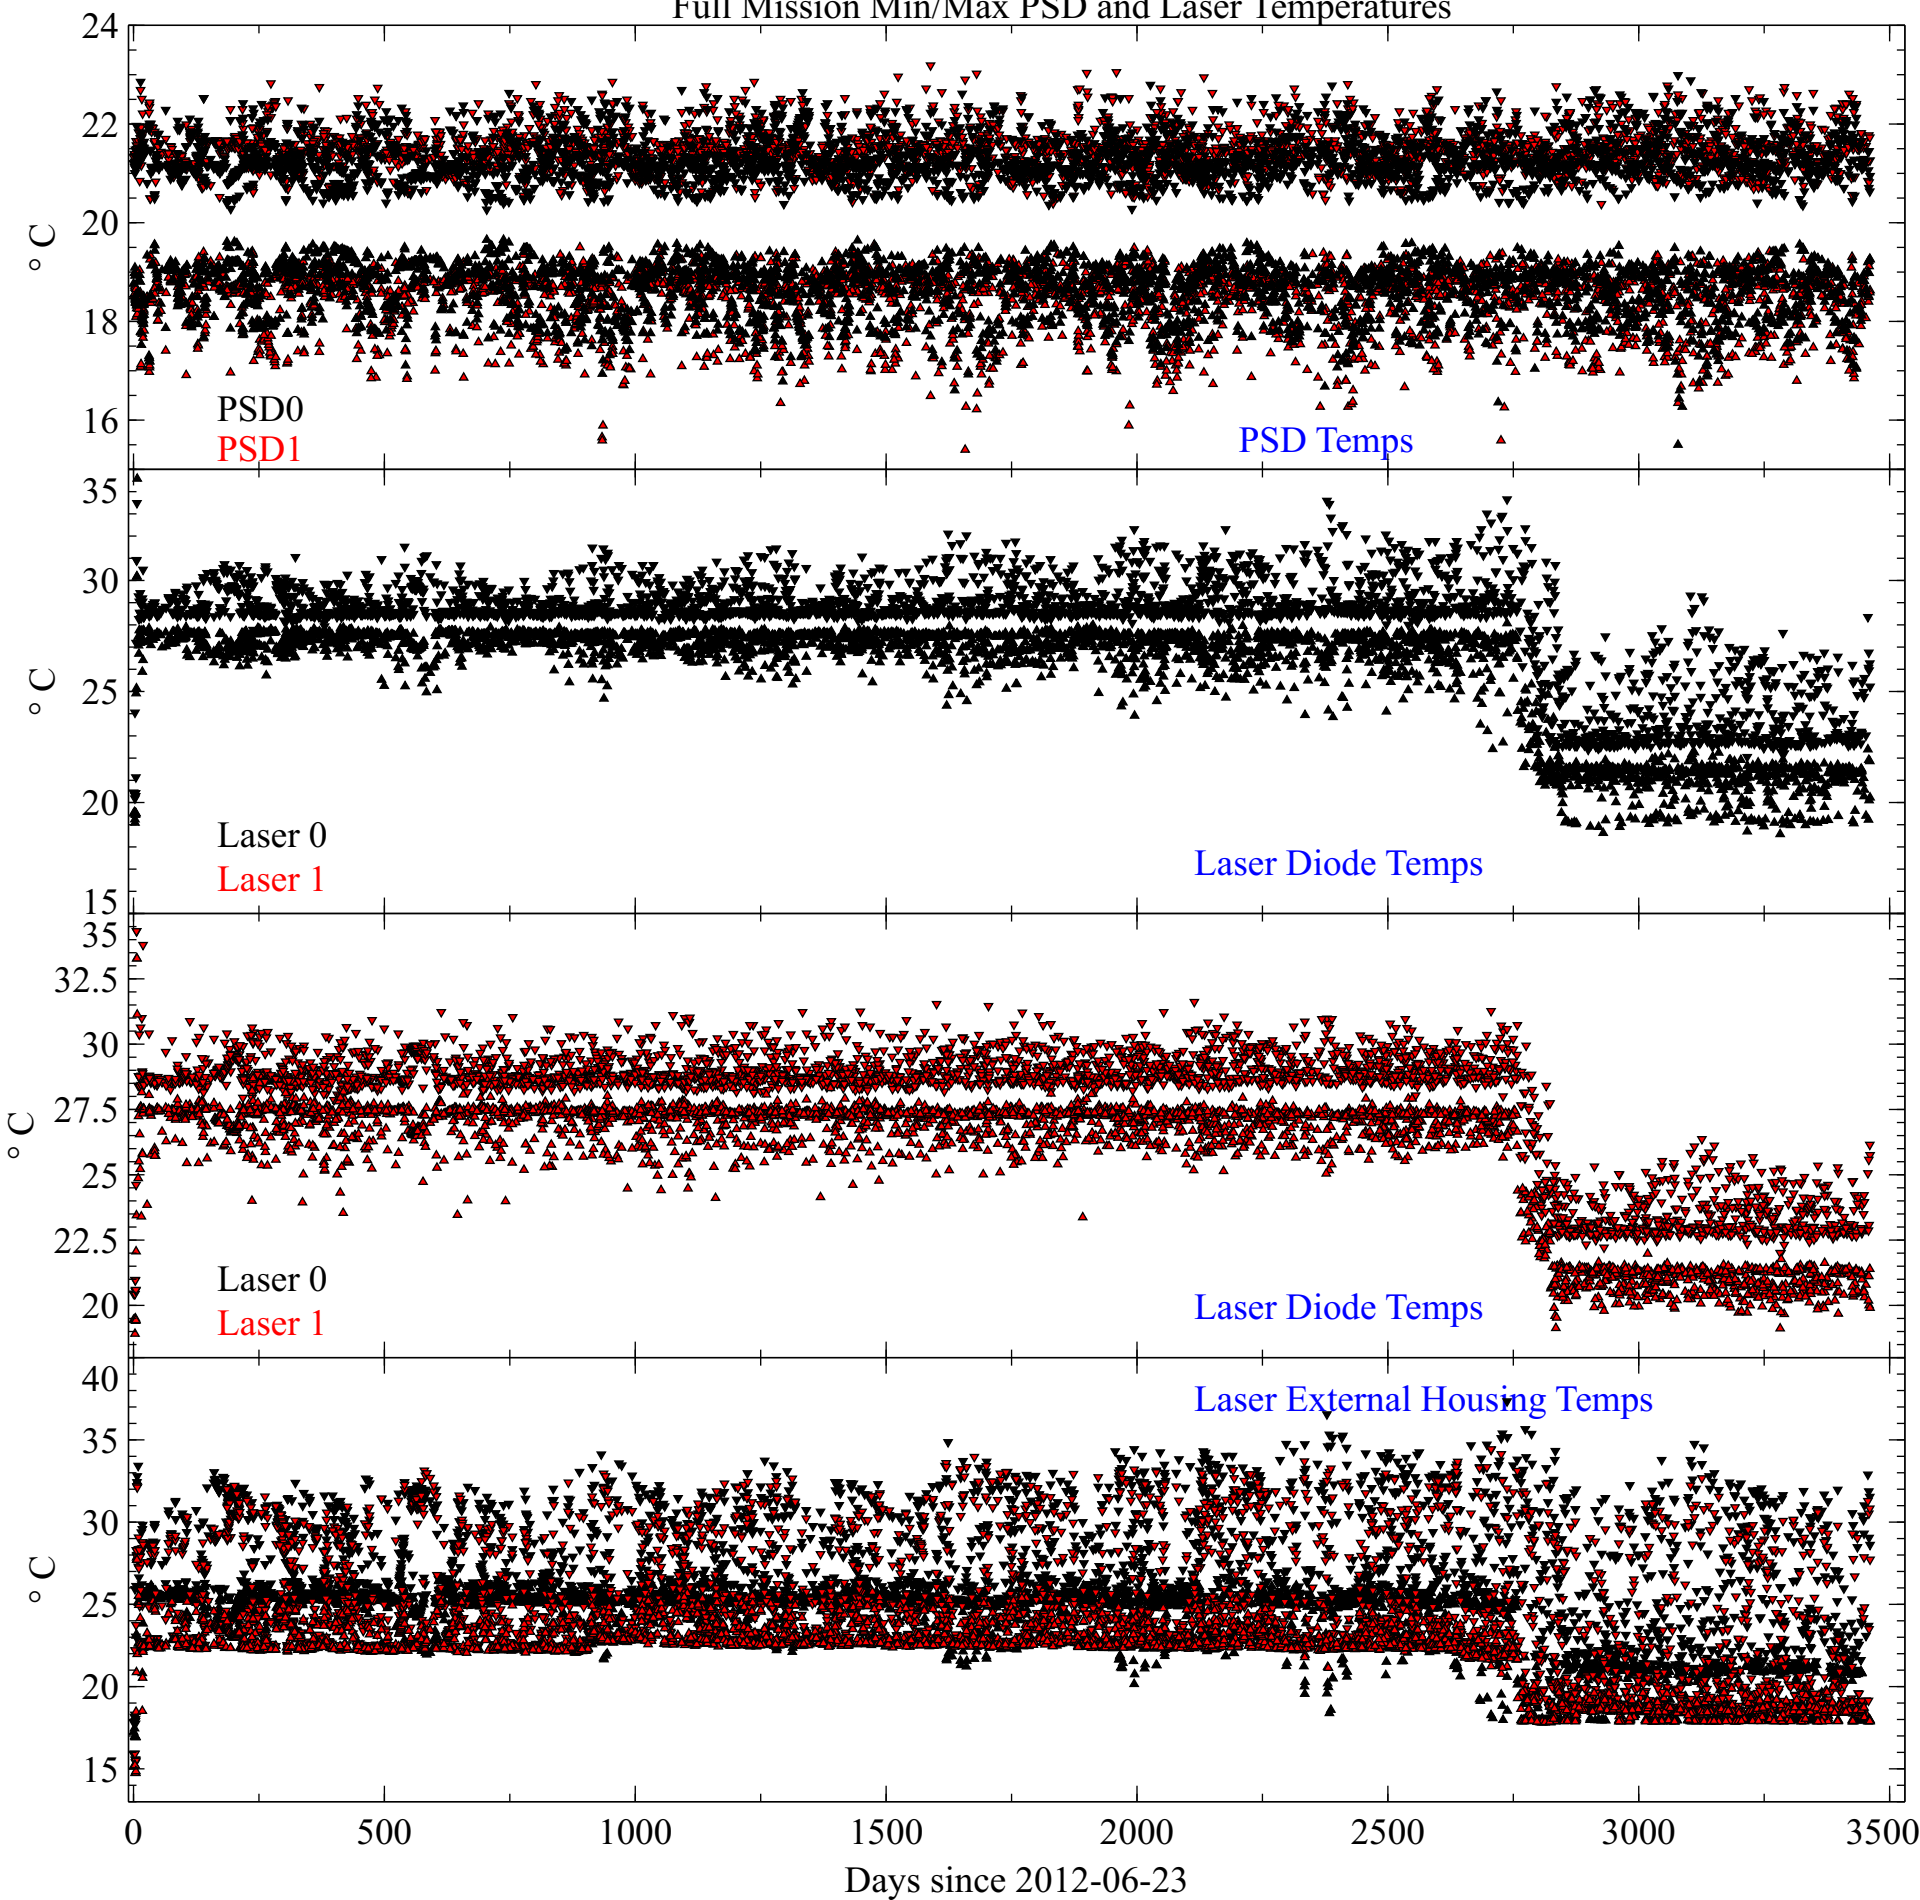 Full Mission Min/Max PSD and Laser Temperatures
24
22
20
18
16
° C
PSD0
PSD1
PSD Temps
35
30
25
20
15
° C
Laser 0
Laser 1
Laser Diode Temps
35
32.5
30
27.5
25
22.5
20
° C
Laser 0
Laser 1
Laser Diode Temps
40
35
30
25
20
15
° C
Laser External Housing Temps
0 500 1000 1500 2000 2500 3000 3500
Days since 2012-06-23